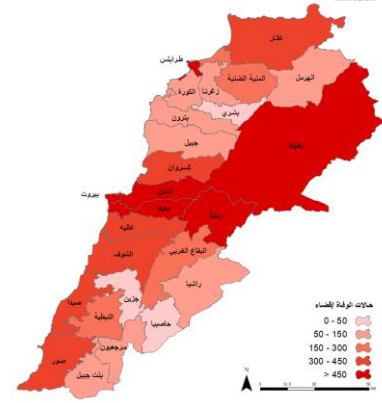 عكار
طرابلس
الهرمل
المنية الضنية
زغرتا
الكورة
بشري
بترون
بعلبك
جبيل
كسروان
المتن
بيروت
بعبدا
زحلة
عاليه
البقاع الغربي
الشوف
راشيا
جزين
صيدا
حاصبيا
النبطية
مرجعيون
صور
بنت جبيل
حالات الوفاة /قضاء
0 - 50
50 - 150
150 - 300
300 - 450
> 450
N